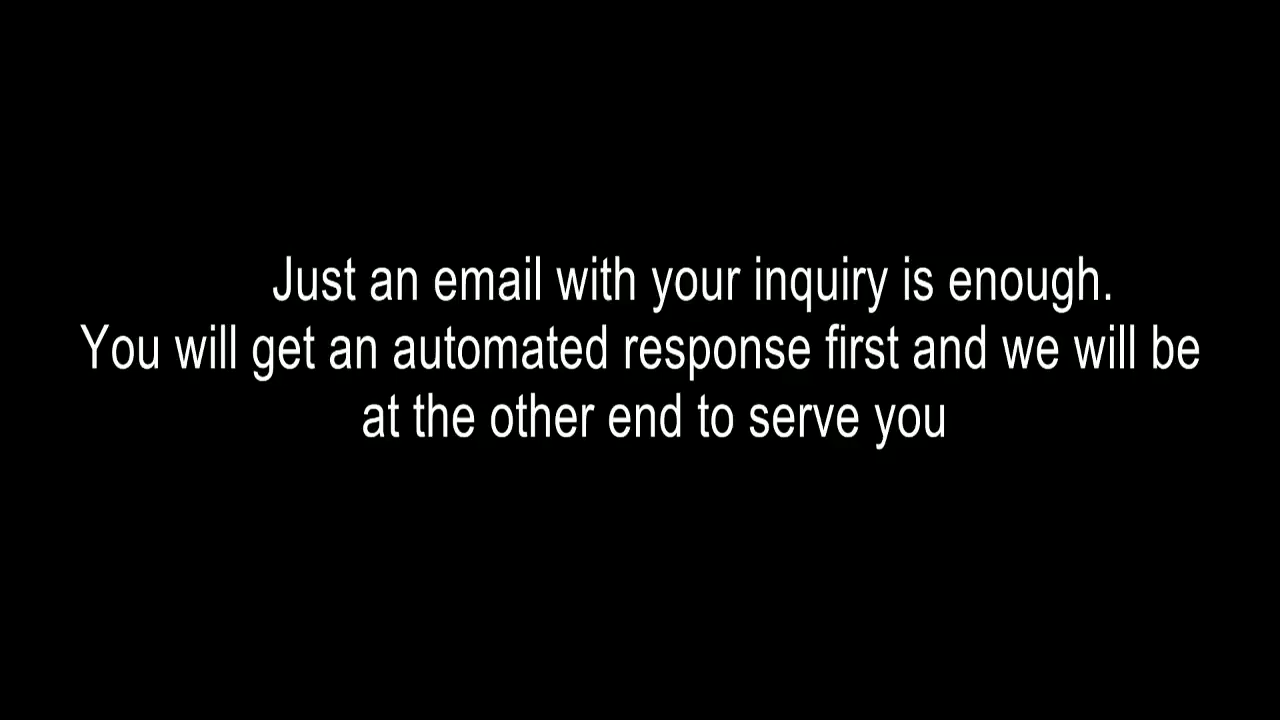 Just an email with your inquiry is enough.
You will get an automated response first and we will be
at the other end to serve you